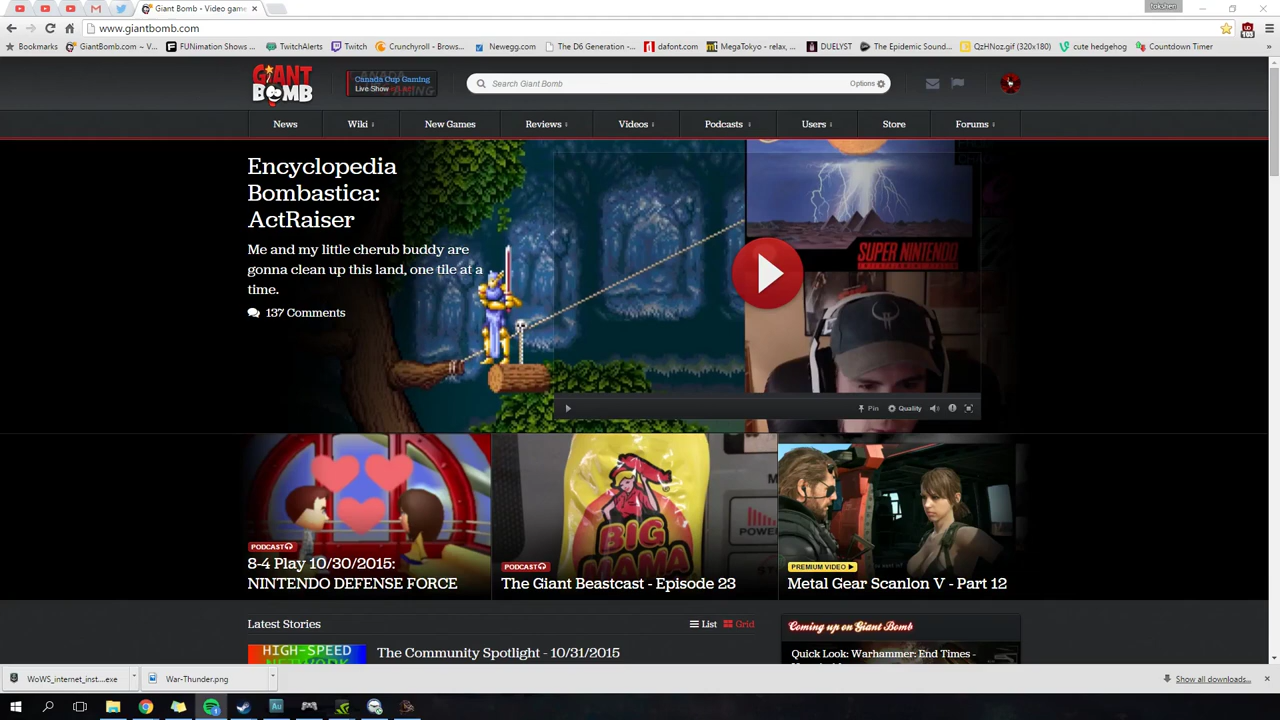 Tokshen
Giant Bomb - Video game
www.giantbomb.com
Bookmarks GiantBomb.com ~ V... FUNimation Shows ... TwitchAlerts Twitch Crunchyroll - Brows... Newegg.com The D6 Generation -... dafont.com MegaTokyo - relax, ... DUELYST The Epidemic Sound... QzHNoz.gif (320x180) cute hedgehog Countdown Timer
GIANT BOMB
Canada Cup Gaming
Live Show
Search Giant Bomb
Options
News Wiki New Games Reviews Videos Podcasts Users Store Forums
Encyclopedia
Bombastica:
ActRaiser
Me and my little cherub buddy are
gonna clean up this land, one tile at a
time.
137 Comments
SUPER NINTENDO
Pin Quality
PODCAST
8-4 Play 10/30/2015:
NINTENDO DEFENSE FORCE
BIG
MAMA
POWER
PODCAST
The Giant Beastcast - Episode 23
PREMIUM VIDEO
Metal Gear Scanlon V - Part 12
Latest Stories
List Grid
HIGH-SPEED
The Community Spotlight - 10/31/2015
Coming up on Giant Bomb
Quick Look: Warhammer: End Times -
WoWS_internet_inst....exe
War-Thunder.png
Show all downloads...